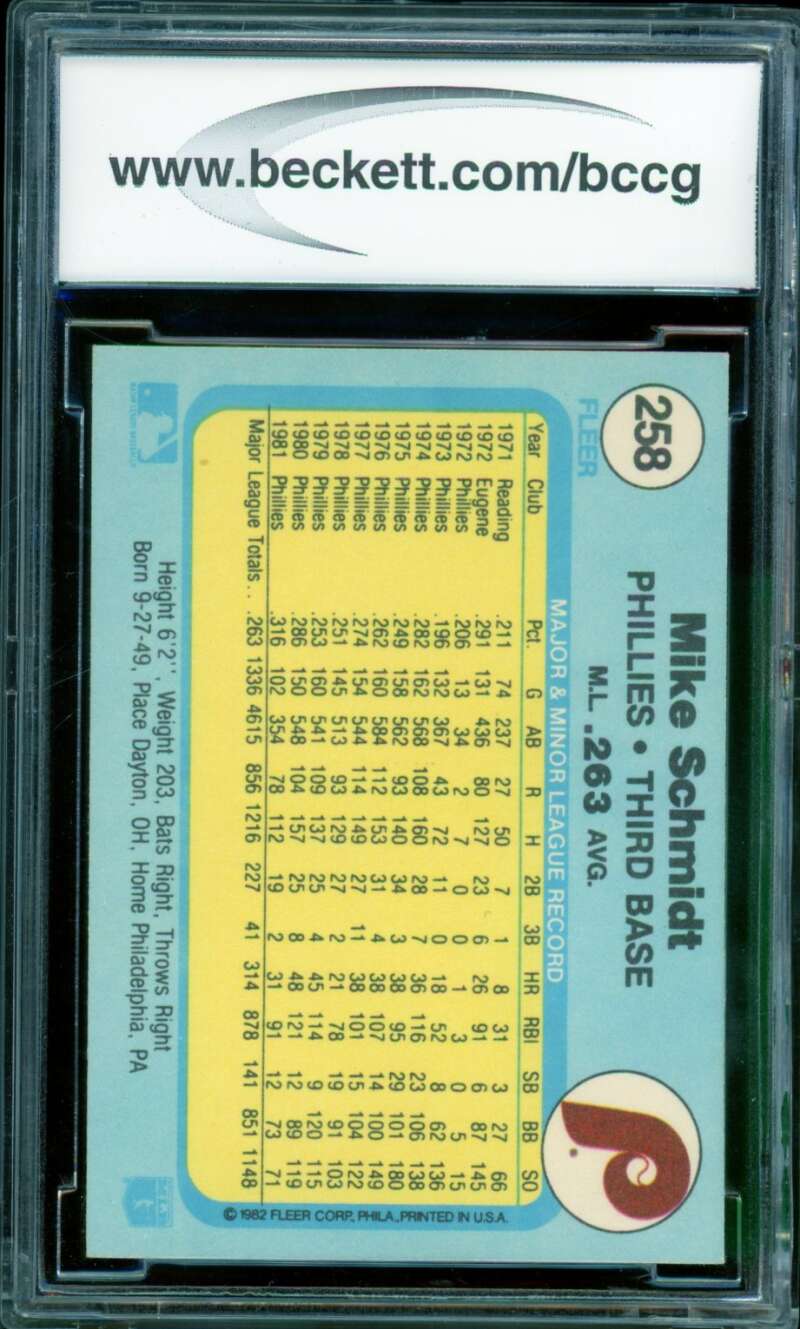 www.beckett.com/bccg
258
FLEER
Mike Schmidt
PHILLIES • THIRD BASE
M.L. .263 AVG.
MAJOR & MINOR LEAGUE RECORD
Year Club Pct. G AB R H 2B 3B HR RBI SB BB SO
1971 Reading .211 74 237 27 50 7 1 8 31 3 27 66
1972 Eugene .291 131 436 80 127 23 6 26 91 6 87 145
1972 Phillies .206 13 34 2 7 0 0 1 3 0 5 15
1973 Phillies .196 132 367 43 72 11 0 18 52 8 62 136
1974 Phillies .282 162 568 108 160 28 7 36 116 23 106 138
1975 Phillies .249 158 562 93 140 34 3 38 95 29 101 180
1976 Phillies .262 160 584 112 153 31 4 38 107 14 100 149
1977 Phillies .274 154 544 114 149 27 11 38 101 15 104 122
1978 Phillies .251 145 513 93 129 27 2 21 78 19 91 103
1979 Phillies .253 160 541 109 137 25 4 45 114 9 120 115
1980 Phillies .286 150 548 104 157 25 8 48 121 12 89 119
1981 Phillies .316 102 354 78 112 19 2 31 91 12 73 71
Major League Totals. . .263 1336 4615 856 1216 227 41 314 878 141 851 1148
© 1982 FLEER CORP., PHILA., PRINTED IN U.S.A.
Height 6'2'', Weight 203, Bats Right, Throws Right
Born 9-27-49, Place Dayton, OH, Home Philadelphia, PA